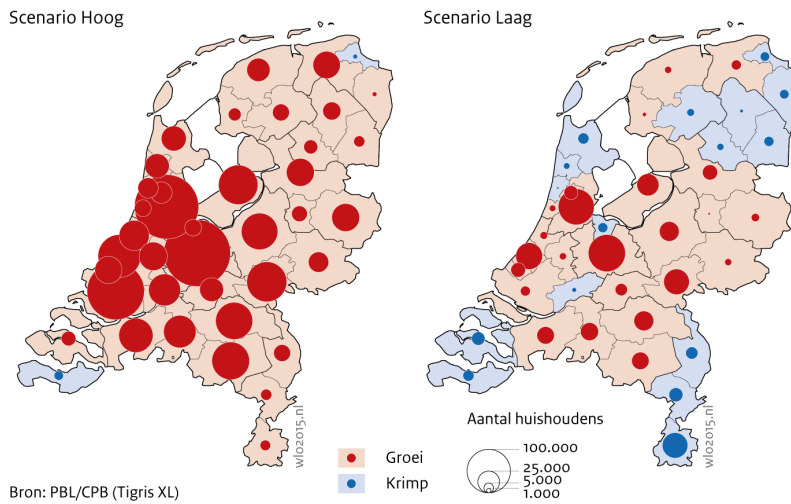 Scenario Hoog
Scenario Laag
wlo2015.nl
wlo2015.nl
Aantal huishoudens
100.000
25.000
5.000
1.000
Groei
Krimp
Bron: PBL/CPB (Tigris XL)